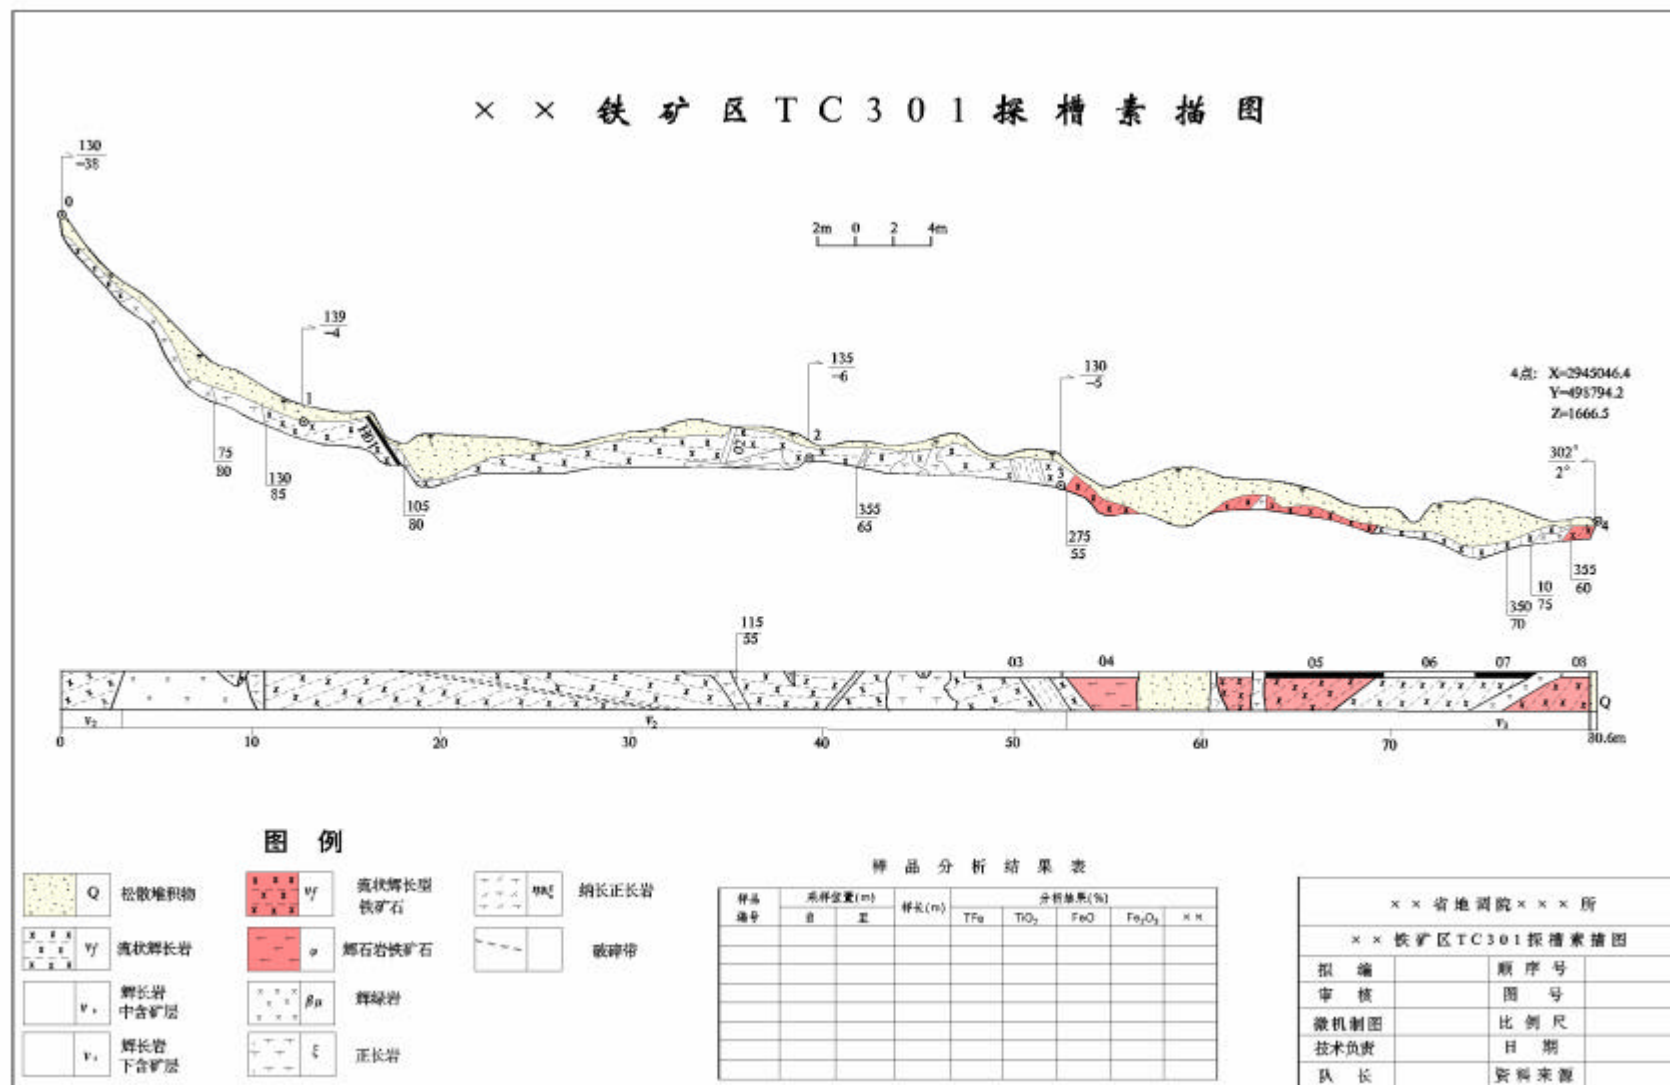 ××铁矿区TC301探槽素描图
130
-38
0
2m 0 2 4m
139
-4
1
135
-6
130
-5
4点: X=2945046.4
Y=498794.2
Z=1666.5
302°
2°
H01
02
2
3
4
75
80
130
85
105
80
355
65
275
55
355
60
10
75
350
70
115
55
03 04 05 06 07 08
Q
ν₂ ν₂
0 10 20 30 40 50 60 70 80.6m
图 例
Q 松散堆积物
νf 流状辉长岩
辉长岩
中含矿层
辉长岩
下含矿层
νf 流状辉长型
铁矿石
辉石岩铁矿石
βμ 辉绿岩
ξ 正长岩
纳长正长岩
破碎带
样品分析结果表
样品
编号
采样位置(m)
自 至
样长(m)
分析结果(%)
TFe TiO₂ FeO Fe₂O₃ ××
××省地调院×××所
××铁矿区TC301探槽素描图
拟 编 顺序号
审 核 图 号
微机制图 比例尺
技术负责 日 期
队 长 资料来源